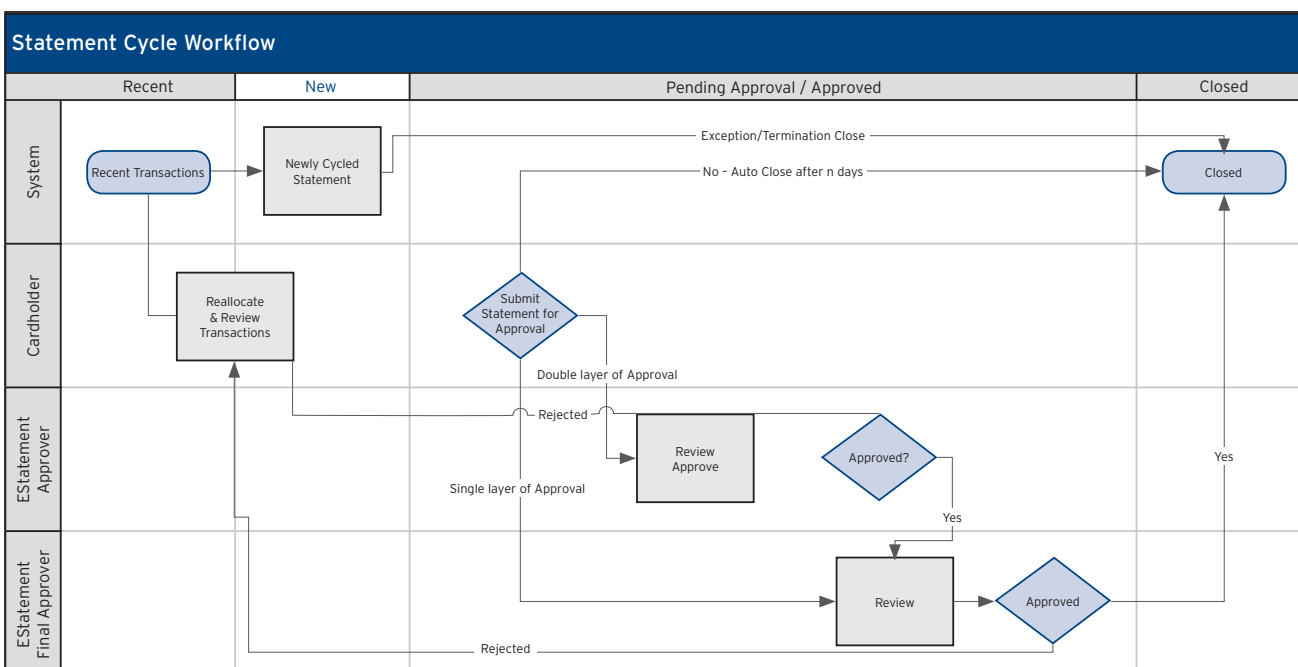 Statement Cycle Workflow
Recent
New
Pending Approval / Approved
Closed
System
Recent Transactions
Newly Cycled
Statement
Exception/Termination Close
No – Auto Close after n days
Closed
Cardholder
Reallocate
& Review
Transactions
Submit
Statement for
Approval
Double layer of Approval
EStatement
Approver
Rejected
Review
Approve
Approved?
Yes
Single layer of Approval
Yes
EStatement
Final Approver
Review
Approved
Rejected